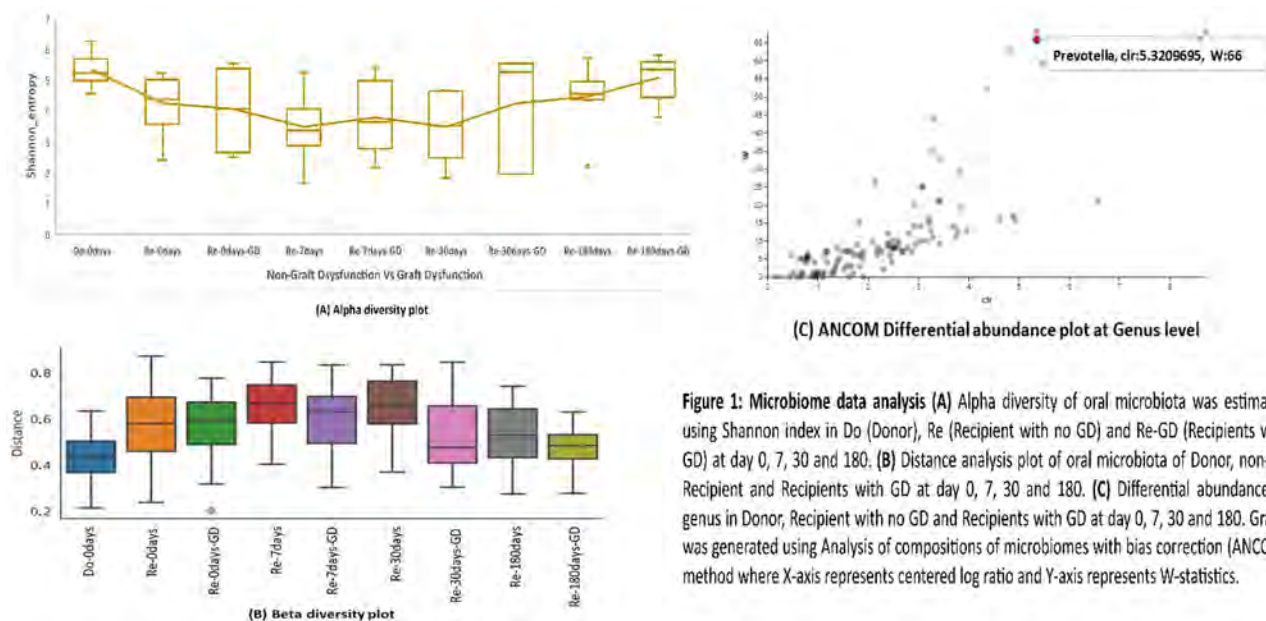 7
6
5
2
0
Shannon_entropy
Do-0days
Re-0days
Re-0days-GD
Re-7days
Re-7days-GD
Re-30days
Re-30days-GD
Re-180days
Re-180days-GD
Non-Graft Dsysfunction Vs Graft Dysfunction
(A) Alpha diversity plot
0.8
0.6
0.4
0.2
Distance
Do-0days
Re-0days
Re-0days-GD
Re-7days
Re-7days-GD
Re-30days
Re-30days-GD
Re-180days
Re-180days-GD
(B) Beta diversity plot
Prevotella, clr:5.3209695, W:66
W
clr
(C) ANCOM Differential abundance plot at Genus level
Figure 1: Microbiome data analysis (A) Alpha diversity of oral microbiota was estima
using Shannon index in Do (Donor), Re (Recipient with no GD) and Re-GD (Recipients w
GD) at day 0, 7, 30 and 180. (B) Distance analysis plot of oral microbiota of Donor, non-
Recipient and Recipients with GD at day 0, 7, 30 and 180. (C) Differential abundance
genus in Donor, Recipient with no GD and Recipients with GD at day 0, 7, 30 and 180. Gra
was generated using Analysis of compositions of microbiomes with bias correction (ANCO
method where X-axis represents centered log ratio and Y-axis represents W-statistics.